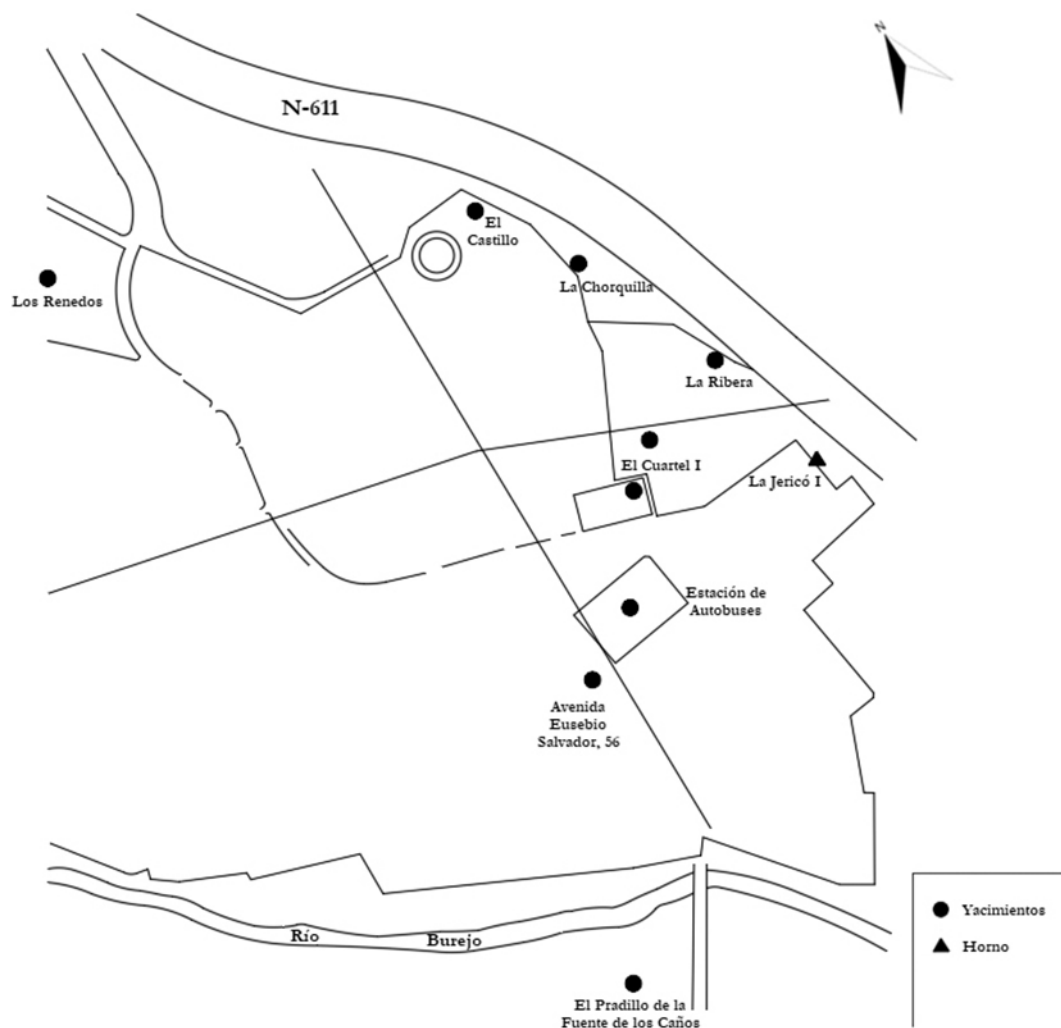 N
N-611
El
Castillo
La Chorquilla
Los Renedos
La Ribera
El Cuartel I
La Jericó I
Estación de
Autobuses
Avenida
Eusebio
Salvador, 56
Yacimientos
Río Burejo
Horno
El Pradillo de la
Fuente de los Caños